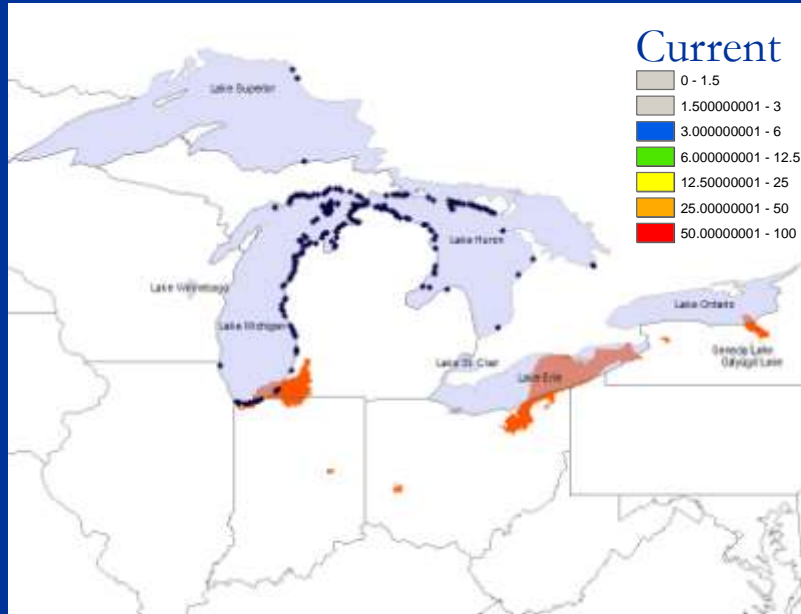 Current
0 - 1.5
1.500000001 - 3
3.000000001 - 6
6.000000001 - 12.5
12.50000001 - 25
25.00000001 - 50
50.00000001 - 100
Lake Superior
Lake Huron
Lake Winnebago
Lake Michigan
Lake Ontario
Seneca Lake
Cayuga Lake
Lake St. Clair
Lake Erie